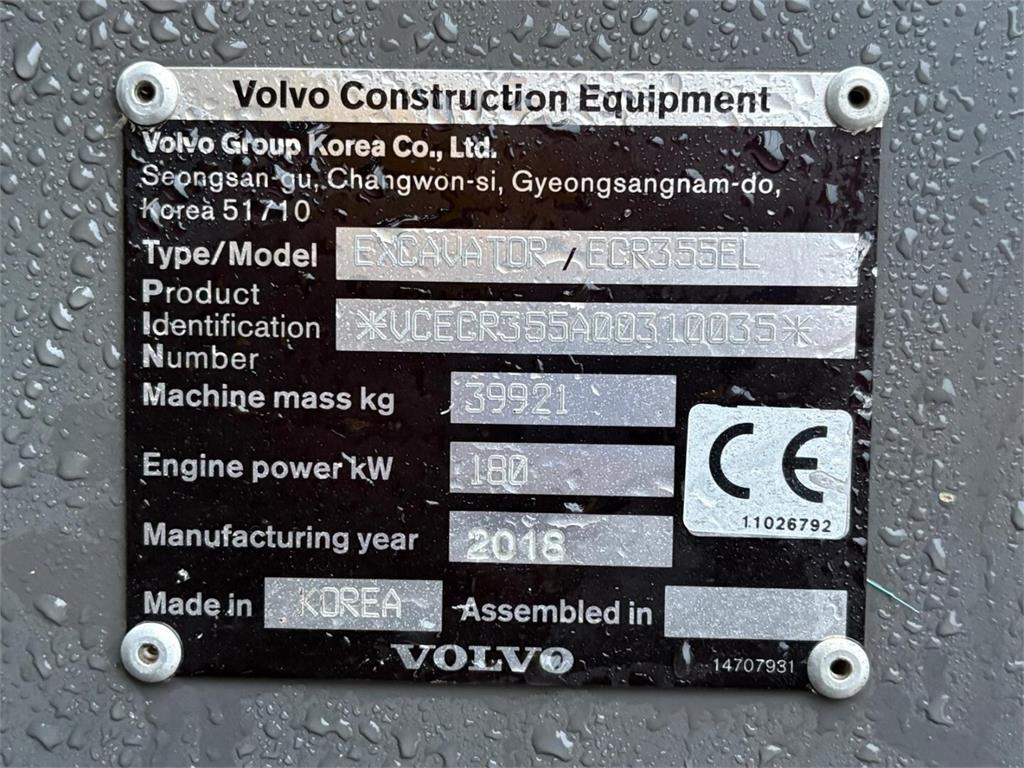 Volvo Construction Equipment
Volvo Group Korea Co., Ltd.
Seongsan-gu, Changwon-si, Gyeongsangnam-do,
Korea 51710
Type/Model EXCAVATOR / ECR355EL
Product
Identification *VCECR355A00310035*
Number
Machine mass kg 39921
Engine power kW 180
CE
11026792
Manufacturing year 2018
Made in KOREA Assembled in
VOLVO 14707931